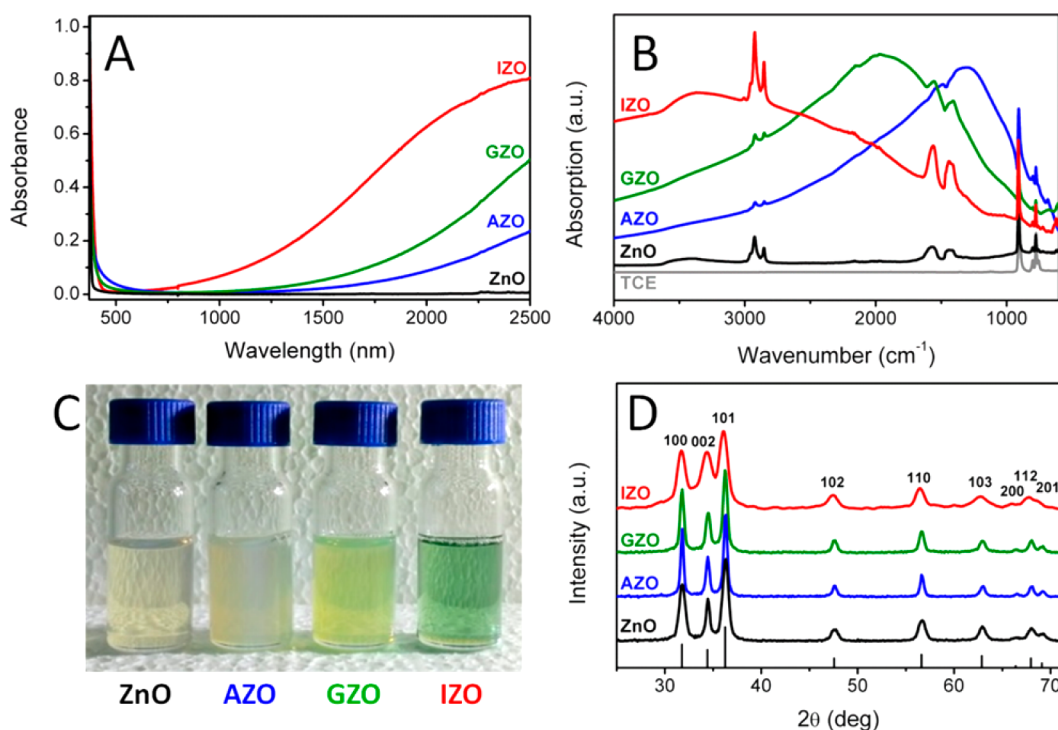 A
Absorbance
1.0
0.8
0.6
0.4
0.2
0.0
IZO
GZO
AZO
ZnO
500 1000 1500 2000 2500
Wavelength (nm)
B
Absorption (a.u.)
IZO
GZO
AZO
ZnO
TCE
4000 3000 2000 1000
Wavenumber (cm⁻¹)
C
ZnO AZO GZO IZO
D
Intensity (a.u.)
100 002 101
102 110 103 200 112 201
IZO
GZO
AZO
ZnO
30 40 50 60 70
2θ (deg)